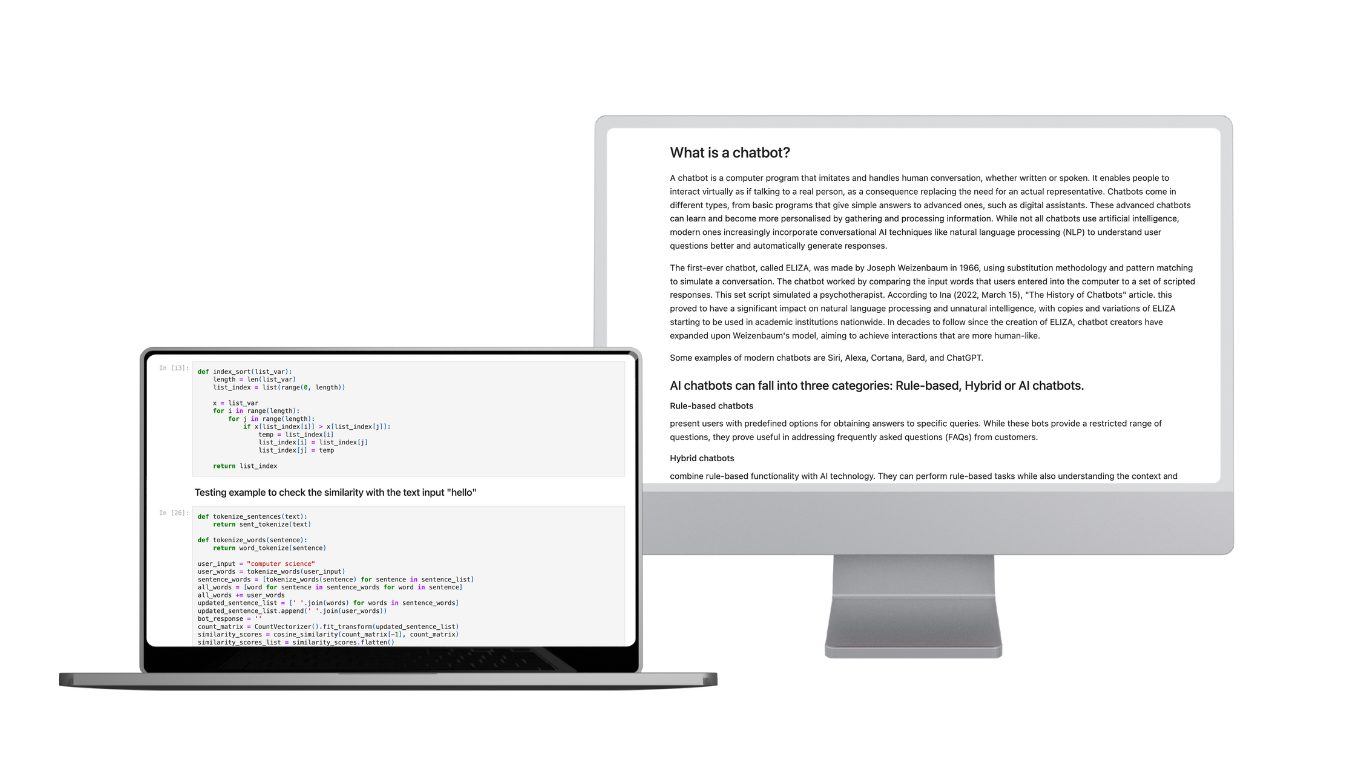 What is a chatbot?
A chatbot is a computer program that imitates and handles human conversation, whether written or spoken. It enables people to
interact virtually as if talking to a real person, as a consequence replacing the need for an actual representative. Chatbots come in
different types, from basic programs that give simple answers to advanced ones, such as digital assistants. These advanced chatbots
can learn and become more personalised by gathering and processing information. While not all chatbots use artificial intelligence,
modern ones increasingly incorporate conversational AI techniques like natural language processing (NLP) to understand user
questions better and automatically generate responses.
The first-ever chatbot, called ELIZA, was made by Joseph Weizenbaum in 1966, using substitution methodology and pattern matching
to simulate a conversation. The chatbot worked by comparing the input words that users entered into the computer to a set of scripted
responses. This set script simulated a psychotherapist. According to Ina (2022, March 15), "The History of Chatbots" article. this
proved to have a significant impact on natural language processing and unnatural intelligence, with copies and variations of ELIZA
starting to be used in academic institutions nationwide. In decades to follow since the creation of ELIZA, chatbot creators have
expanded upon Weizenbaum's model, aiming to achieve interactions that are more human-like.
Some examples of modern chatbots are Siri, Alexa, Cortana, Bard, and ChatGPT.
AI chatbots can fall into three categories: Rule-based, Hybrid or AI chatbots.
Rule-based chatbots
present users with predefined options for obtaining answers to specific queries. While these bots provide a restricted range of
questions, they prove useful in addressing frequently asked questions (FAQs) from customers.
Hybrid chatbots
combine rule-based functionality with AI technology. They can perform rule-based tasks while also understanding the context and
In [13]:
def index_sort(list_var):
length = len(list_var)
list_index = list(range(0, length))
x = list_var
for i in range(length):
for j in range(length):
if x[list_index[i]] > x[list_index[j]]:
temp = list_index[i]
list_index[i] = list_index[j]
list_index[j] = temp
return list_index
Testing example to check the similarity with the text input "hello"
In [26]:
def tokenize_sentences(text):
return sent_tokenize(text)
def tokenize_words(sentence):
return word_tokenize(sentence)
user_input = "computer science"
user_words = tokenize_words(user_input)
sentence_words = [tokenize_words(sentence) for sentence in sentence_list]
all_words = [word for sentence in sentence_words for word in sentence]
all_words += user_words
updated_sentence_list = [' '.join(words) for words in sentence_words]
updated_sentence_list.append(' '.join(user_words))
bot_response = ''
count_matrix = CountVectorizer().fit_transform(updated_sentence_list)
similarity_scores = cosine_similarity(count_matrix[-1], count_matrix)
similarity_scores_list = similarity_scores.flatten()